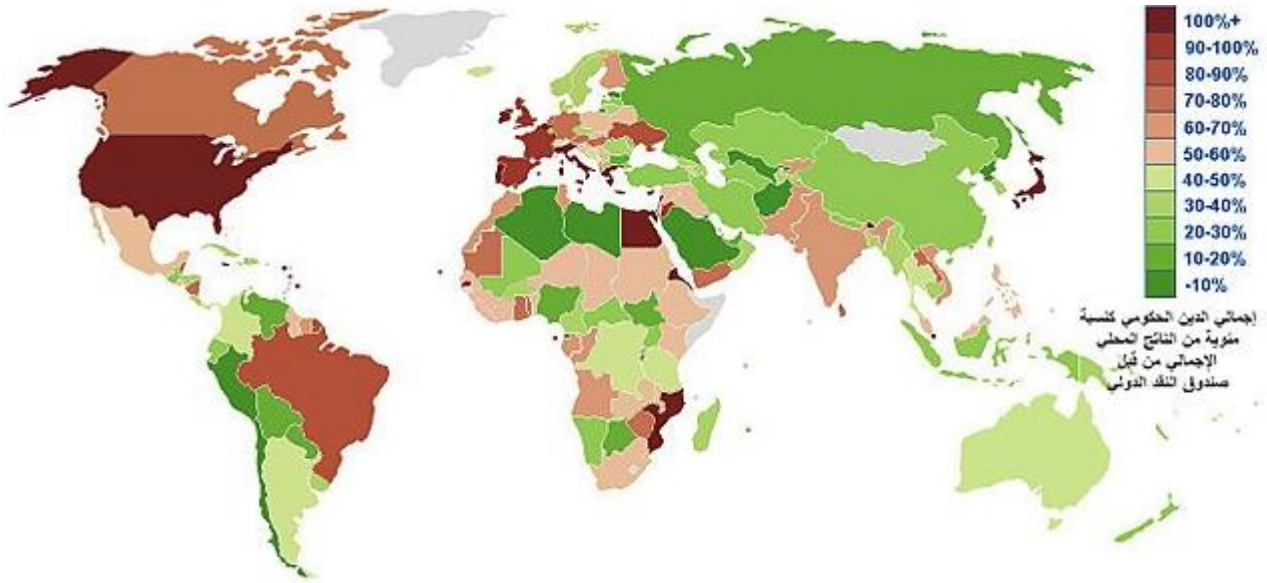 100%+
90-100%
80-90%
70-80%
60-70%
50-60%
40-50%
30-40%
20-30%
10-20%
-10%
إجمالي الدين الحكومي كنسبة
مئوية من الناتج المحلي
الإجمالي من قبل
صندوق النقد الدولي